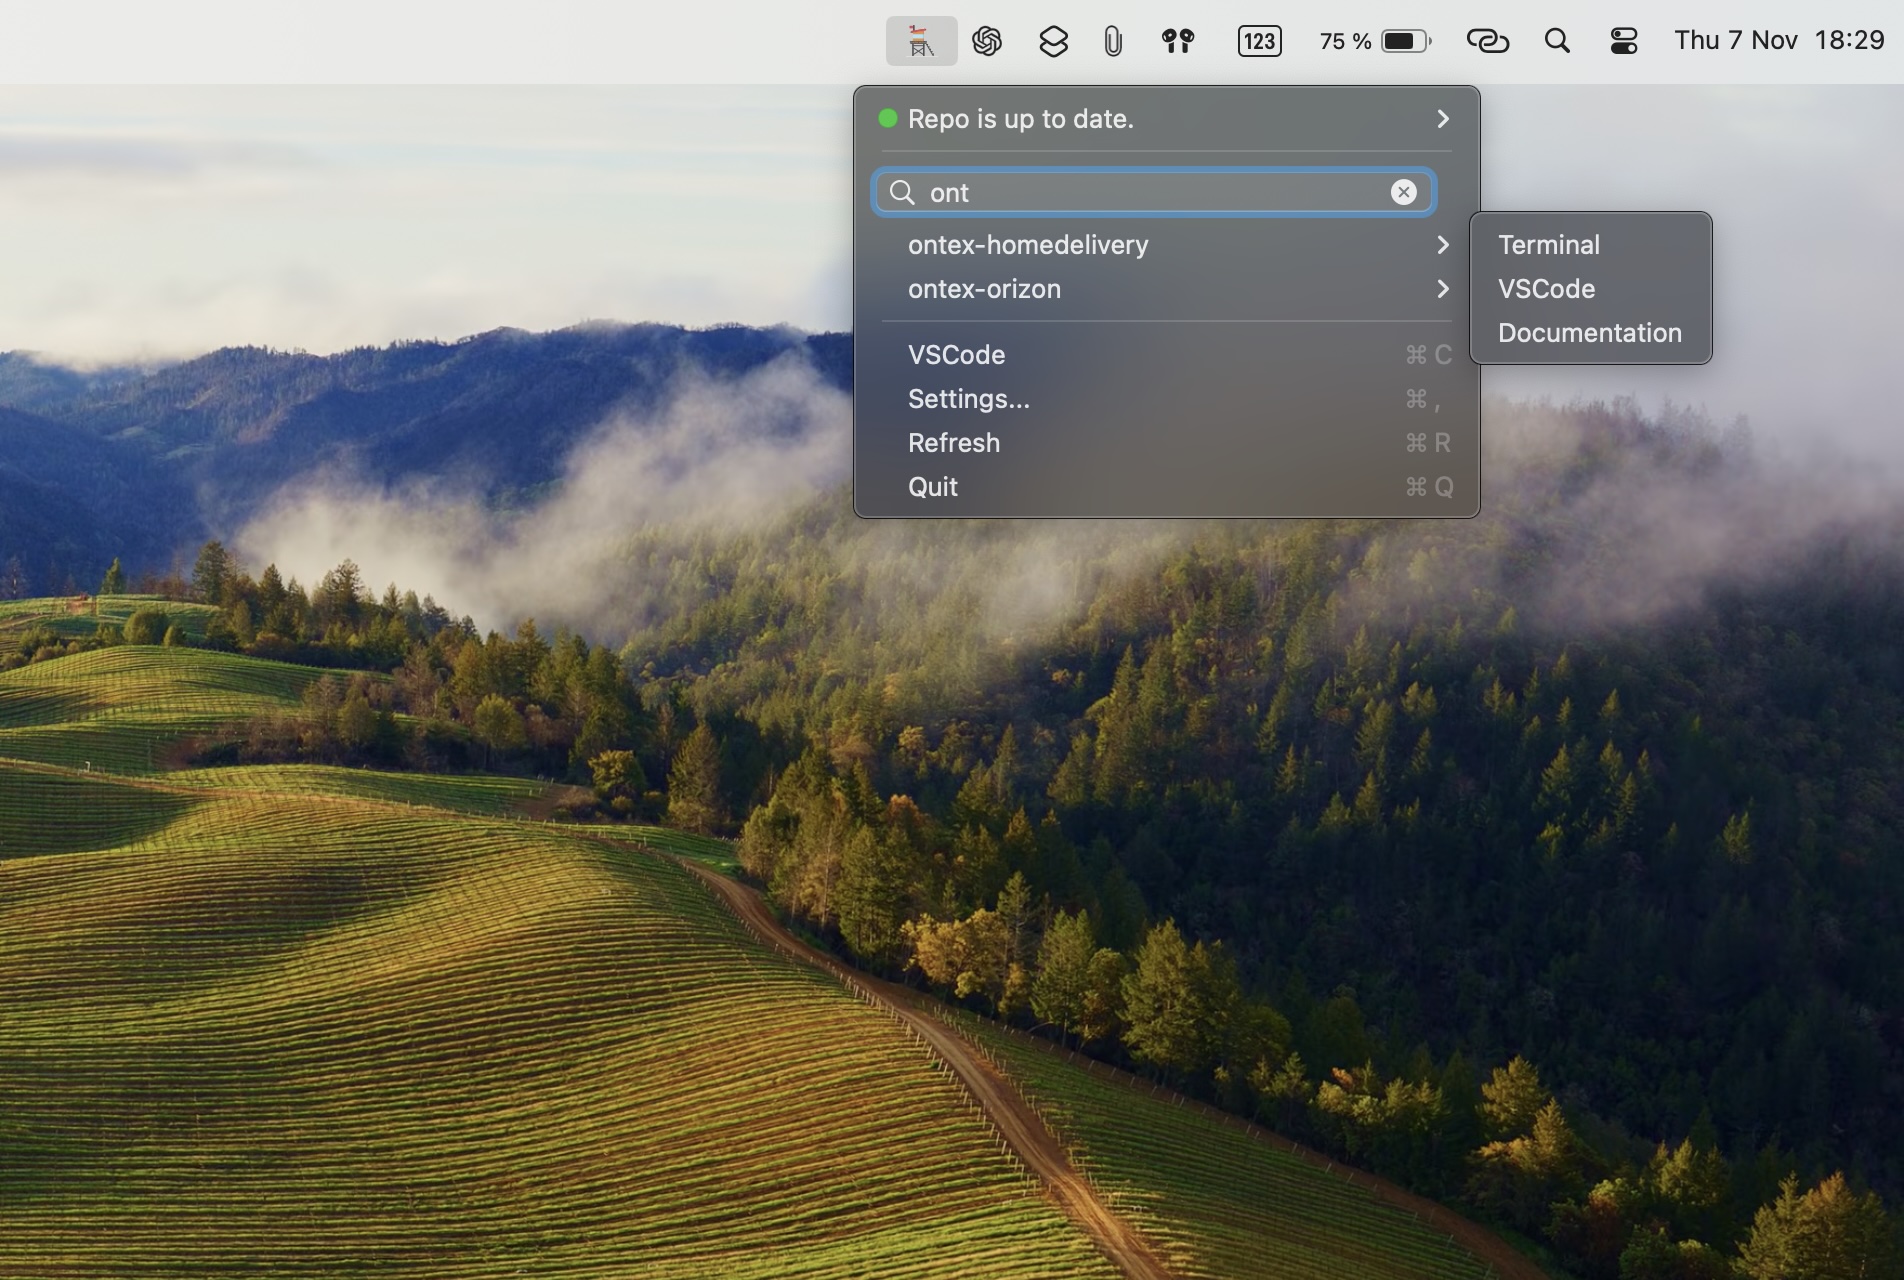 123
75 %
Thu 7 Nov 18:29
Repo is up to date.
ont
ontex-homedelivery
ontex-orizon
Terminal
VSCode
Documentation
VSCode ⌘ C
Settings... ⌘ ,
Refresh ⌘ R
Quit ⌘ Q